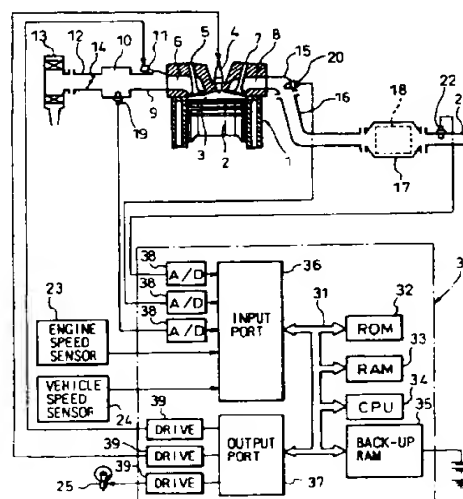 13 12 14 10 11 6 5 4 7 8 15 20
16 18 22 2
19 9 3 2 1 17
38 A/D 36
38 A/D
38 A/D
INPUT PORT
31 32 ROM
33 RAM
34 CPU
35 BACK-UP RAM
23 ENGINE SPEED SENSOR
VEHICLE SPEED SENSOR 24
39 DRIVE
39 DRIVE
39 DRIVE
25
OUTPUT PORT
37
3